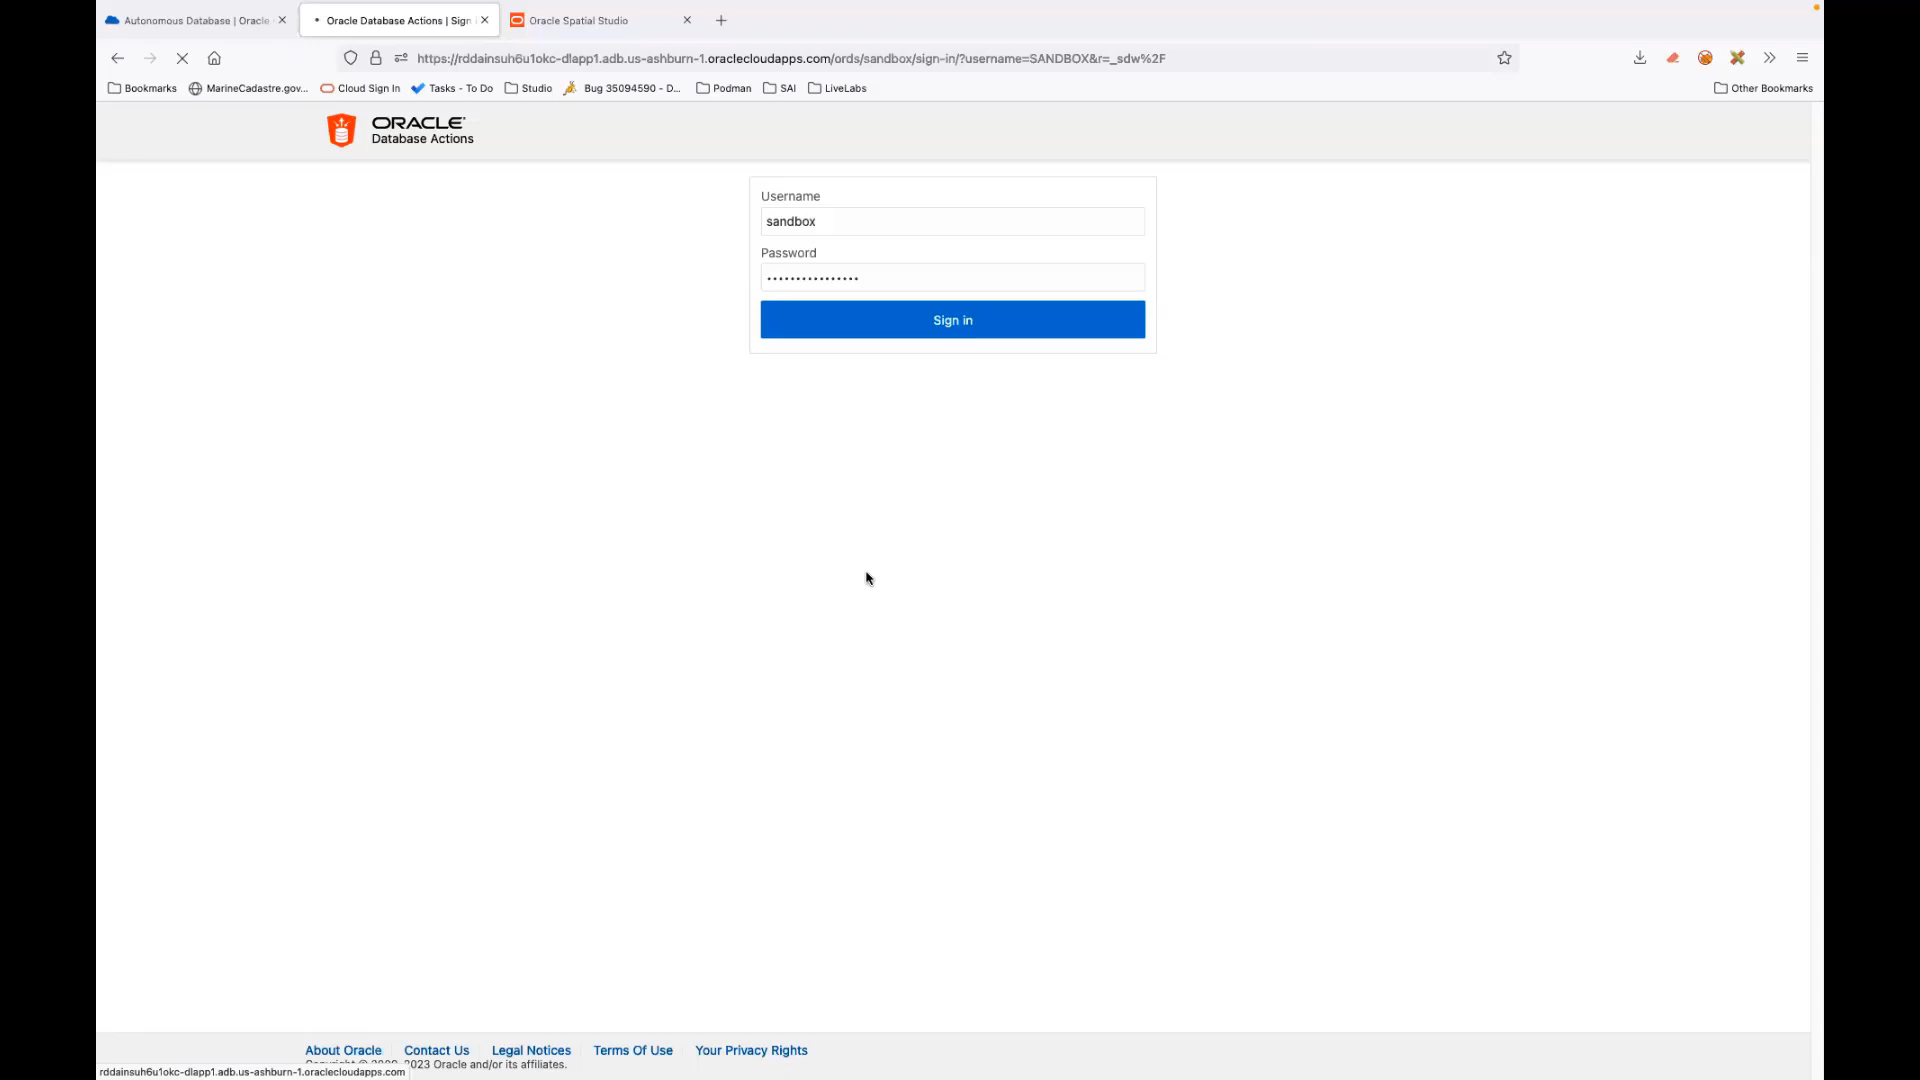 Autonomous Database | Oracle
Oracle Database Actions | Sign
Oracle Spatial Studio
https://rddainsuh6u1okc-dlapp1.adb.us-ashburn-1.oraclecloudapps.com/ords/sandbox/sign-in/?username=SANDBOX&r=_sdw%2F
Bookmarks
MarineCadastre.gov...
Cloud Sign In
Tasks - To Do
Studio
Bug 35094590 - D...
Podman
SAI
LiveLabs
Other Bookmarks
ORACLE
Database Actions
Username
sandbox
Password
••••••••••••••••
Sign in
About Oracle
Contact Us
Legal Notices
Terms Of Use
Your Privacy Rights
2023 Oracle and/or its affiliates.
rddainsuh6u1okc-dlapp1.adb.us-ashburn-1.oraclecloudapps.com